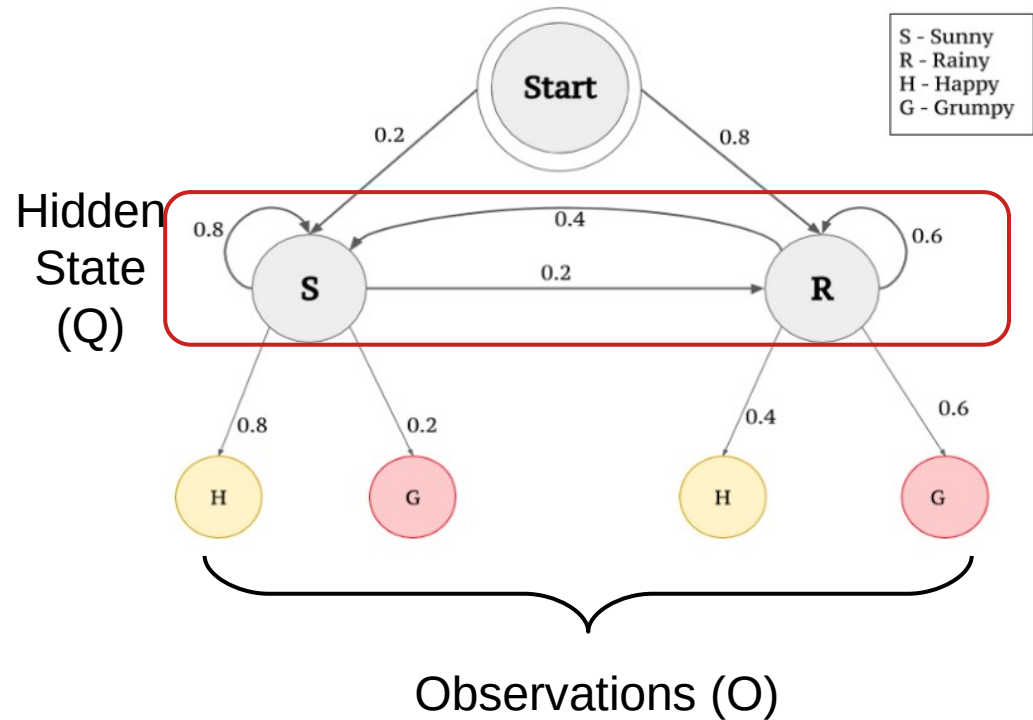 Start
S - Sunny
R - Rainy
H - Happy
G - Grumpy
0.2
0.8
Hidden
State
(Q)
0.8
0.4
0.6
S
0.2
R
0.8
0.2
0.4
0.6
H
G
H
G
Observations (O)